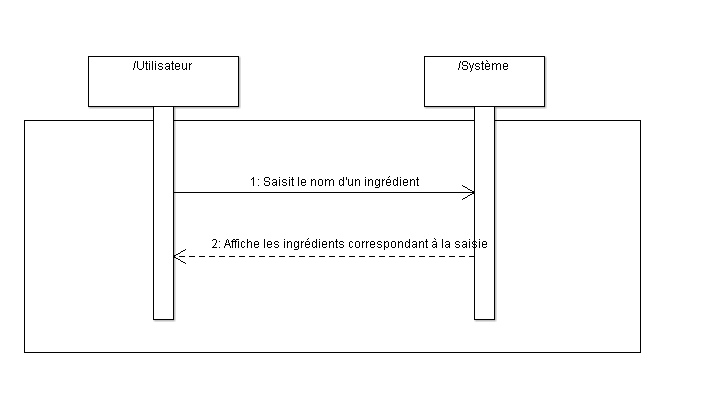 /Utilisateur
/Système
1: Saisit le nom d'un ingrédient
2: Affiche les ingrédients correspondant à la saisie